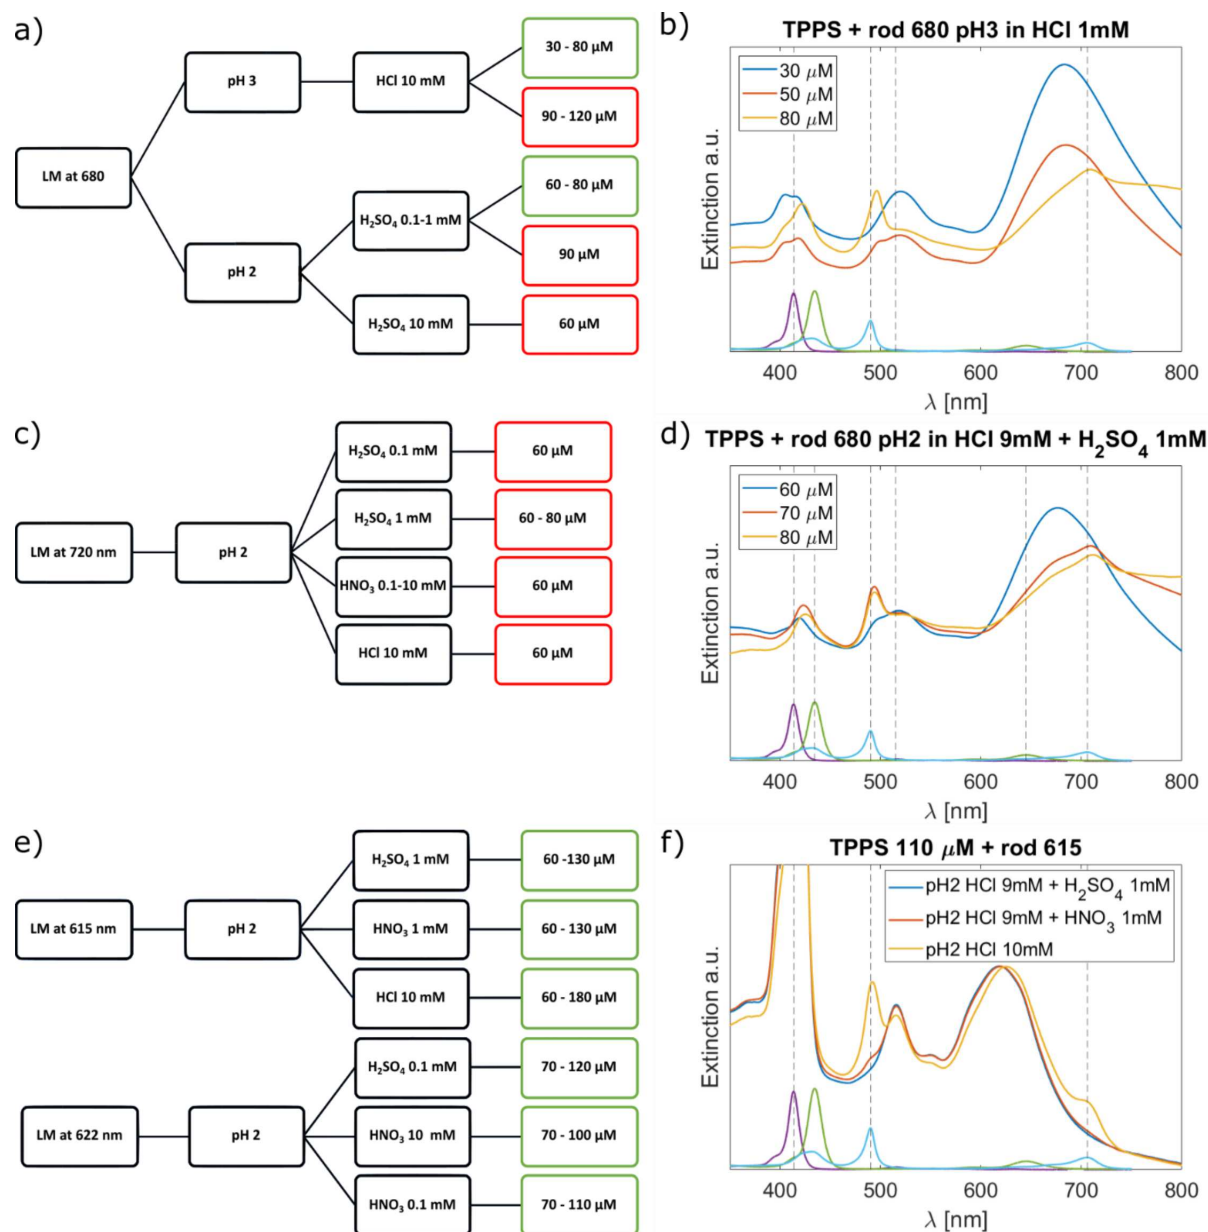 a)
LM at 680
pH 3
pH 2
HCl 10 mM
H₂SO₄ 0.1-1 mM
H₂SO₄ 10 mM
30 - 80 µM
90 - 120 µM
60 - 80 µM
90 µM
60 µM
b)
TPPS + rod 680 pH3 in HCl 1mM
30 µM
50 µM
80 µM
Extinction a.u.
400 500 600 700 800
λ [nm]
c)
LM at 720 nm
pH 2
H₂SO₄ 0.1 mM
H₂SO₄ 1 mM
HNO₃ 0.1-10 mM
HCl 10 mM
60 µM
60 - 80 µM
60 µM
60 µM
d)
TPPS + rod 680 pH2 in HCl 9mM + H₂SO₄ 1mM
60 µM
70 µM
80 µM
Extinction a.u.
400 500 600 700 800
λ [nm]
e)
LM at 615 nm
pH 2
H₂SO₄ 1 mM
HNO₃ 1 mM
HCl 10 mM
60 -130 µM
60 - 130 µM
60 - 180 µM
LM at 622 nm
pH 2
H₂SO₄ 0.1 mM
HNO₃ 10 mM
HNO₃ 0.1 mM
70 - 120 µM
70 - 100 µM
70 - 110 µM
f)
TPPS 110 µM + rod 615
pH2 HCl 9mM + H₂SO₄ 1mM
pH2 HCl 9mM + HNO₃ 1mM
pH2 HCl 10mM
Extinction a.u.
400 500 600 700 800
λ [nm]